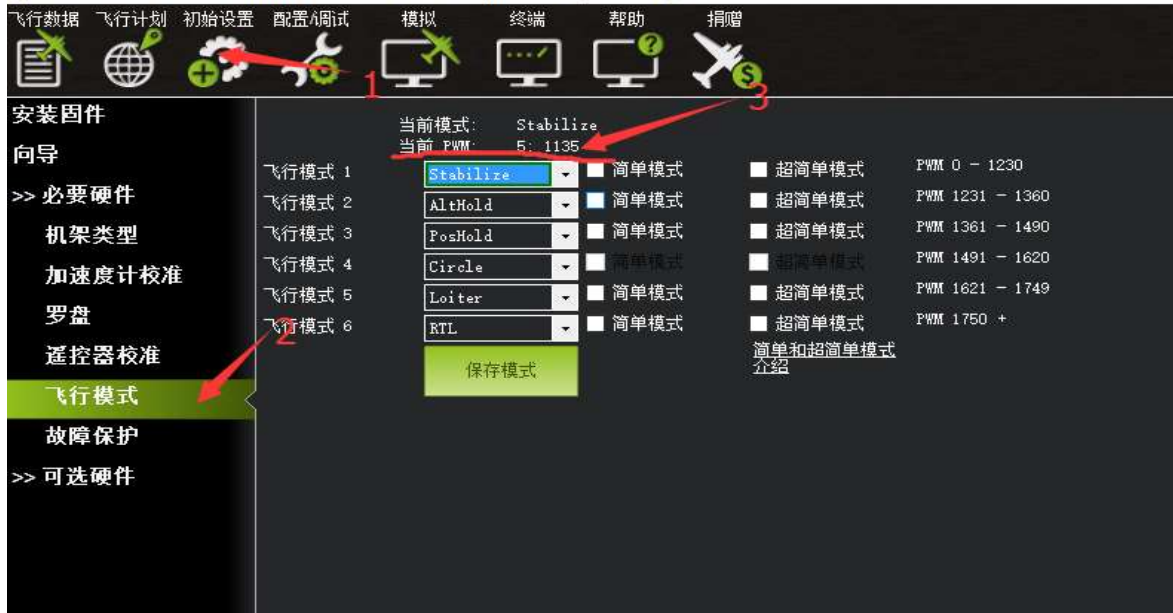 飞行数据 飞行计划 初始设置 配置/调试 模拟 终端 帮助 捐赠
1
3
安装固件
向导
>> 必要硬件
机架类型
加速度计校准
罗盘
遥控器校准
飞行模式
故障保护
>> 可选硬件
2
当前模式: Stabilize
当前 PWM: 5: 1135
飞行模式 1 Stabilize 简单模式 超简单模式 PWM 0 - 1230
飞行模式 2 AltHold 简单模式 超简单模式 PWM 1231 - 1360
飞行模式 3 PosHold 简单模式 超简单模式 PWM 1361 - 1490
飞行模式 4 Circle 简单模式 超简单模式 PWM 1491 - 1620
飞行模式 5 Loiter 简单模式 超简单模式 PWM 1621 - 1749
飞行模式 6 RTL 简单模式 超简单模式 PWM 1750 +
保存模式
简单和超简单模式
介绍